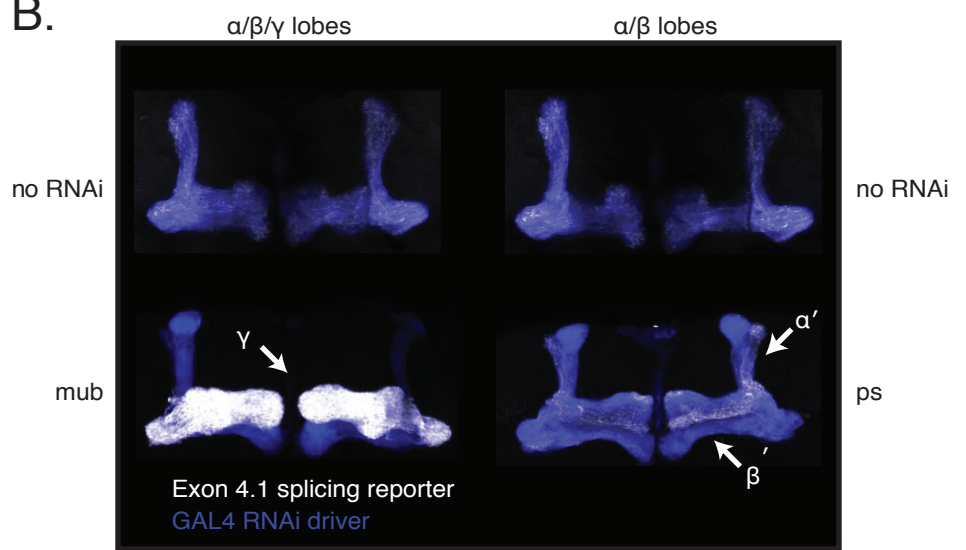 B.
α/β/γ lobes
α/β lobes
no RNAi
no RNAi
γ
α′
mub
ps
β′
Exon 4.1 splicing reporter
GAL4 RNAi driver